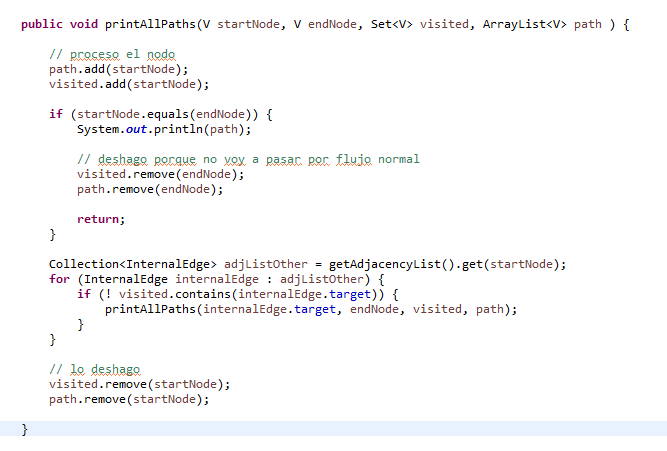 public void printAllPaths(V startNode, V endNode, Set<V> visited, ArrayList<V> path ) {
// proceso el nodo
path.add(startNode);
visited.add(startNode);
if (startNode.equals(endNode)) {
System.out.println(path);
// deshago porque no voy a pasar por flujo normal
visited.remove(endNode);
path.remove(endNode);
return;
}
Collection<InternalEdge> adjListOther = getAdjacencyList().get(startNode);
for (InternalEdge internalEdge : adjListOther) {
if (! visited.contains(internalEdge.target)) {
printAllPaths(internalEdge.target, endNode, visited, path);
}
}
// lo deshago
visited.remove(startNode);
path.remove(startNode);
}